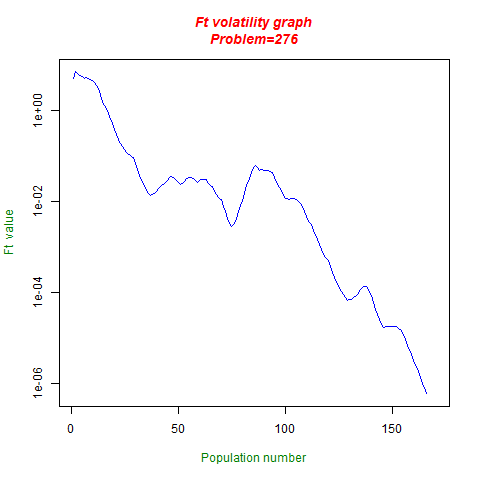 Ft volatility graph
Problem=276
1e+00
1e-02
1e-04
1e-06
Ft value
0 50 100 150
Population number